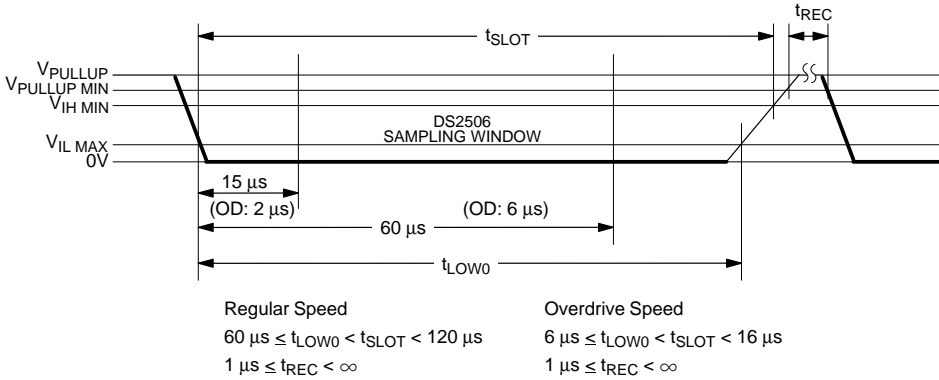 tREC
tSLOT
VPULLUP
VPULLUP MIN
VIH MIN
DS2506
SAMPLING WINDOW
VIL MAX
0V
15 μs
(OD: 2 μs)
(OD: 6 μs)
60 μs
tLOW0
Regular Speed
60 μs ≤ tLOW0 < tSLOT < 120 μs
1 μs ≤ tREC < ∞
Overdrive Speed
6 μs ≤ tLOW0 < tSLOT < 16 μs
1 μs ≤ tREC < ∞